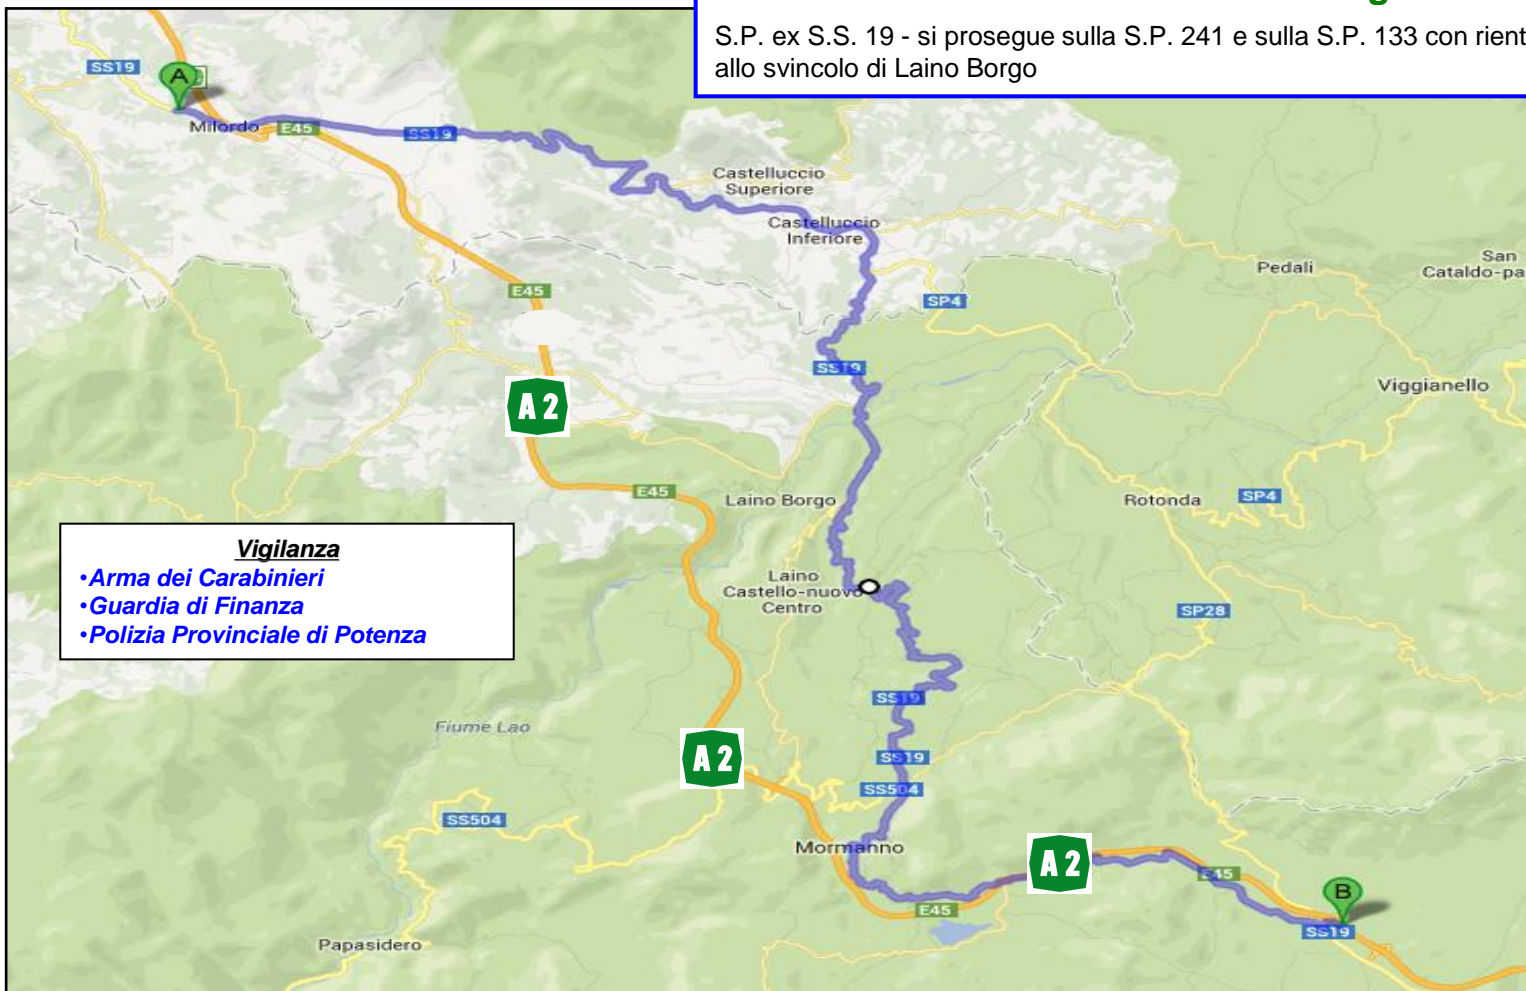 S.P. ex S.S. 19 - si prosegue sulla S.P. 241 e sulla S.P. 133 con rient
allo svincolo di Laino Borgo
SS19
A
Milordo
E45
SS19
Castelluccio
Superiore
Castelluccio
Inferiore
Pedali
San
Cataldo-pa
E45
SP4
SS19
Viggianello
A 2
E45
Laino Borgo
Rotonda
SP4
Vigilanza
•Arma dei Carabinieri
•Guardia di Finanza
•Polizia Provinciale di Potenza
Laino
Castello-nuovo
Centro
SP28
Fiume Lao
SS19
A 2
SS19
SS504
SS504
Mormanno
A 2
E45
B
E45
SS19
Papasidero